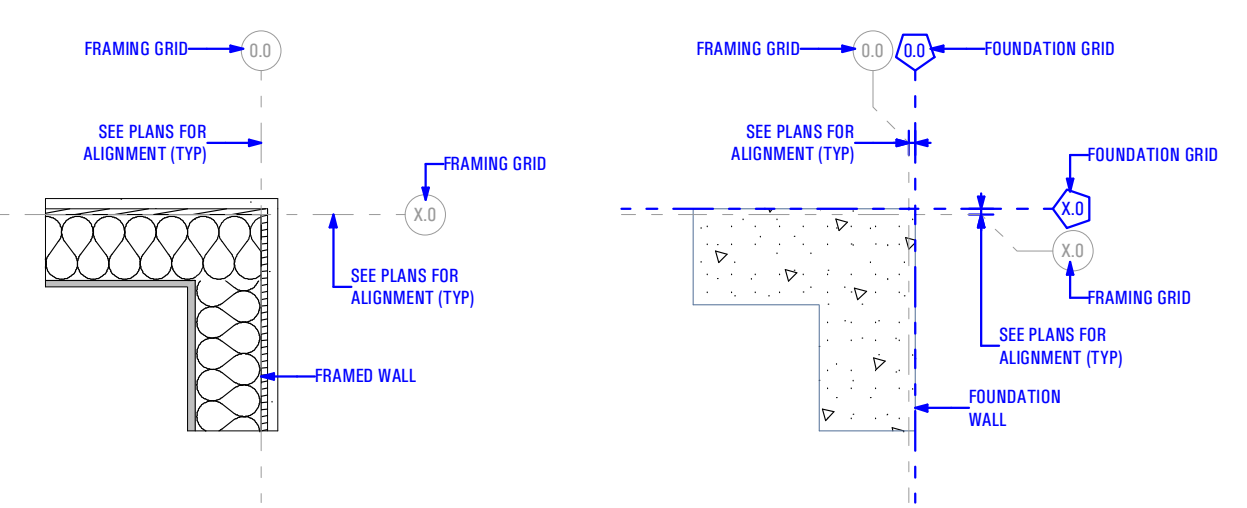 FRAMING GRID
0.0
SEE PLANS FOR
ALIGNMENT (TYP)
FRAMING GRID
X.0
SEE PLANS FOR
ALIGNMENT (TYP)
FRAMED WALL
FRAMING GRID
0.0
0.0
FOUNDATION GRID
SEE PLANS FOR
ALIGNMENT (TYP)
FOUNDATION GRID
X.0
X.0
FRAMING GRID
SEE PLANS FOR
ALIGNMENT (TYP)
FOUNDATION
WALL